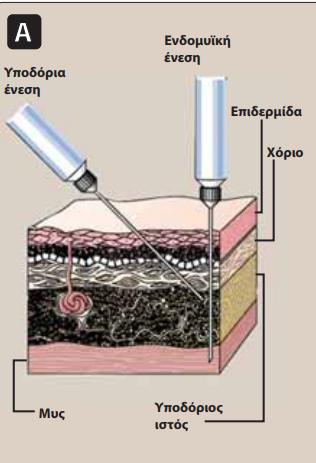 A
Ενδομυϊκή
ένεση
Υποδόρια
ένεση
Επιδερμίδα
Χόριο
Μυς
Υποδόριος
ιστός